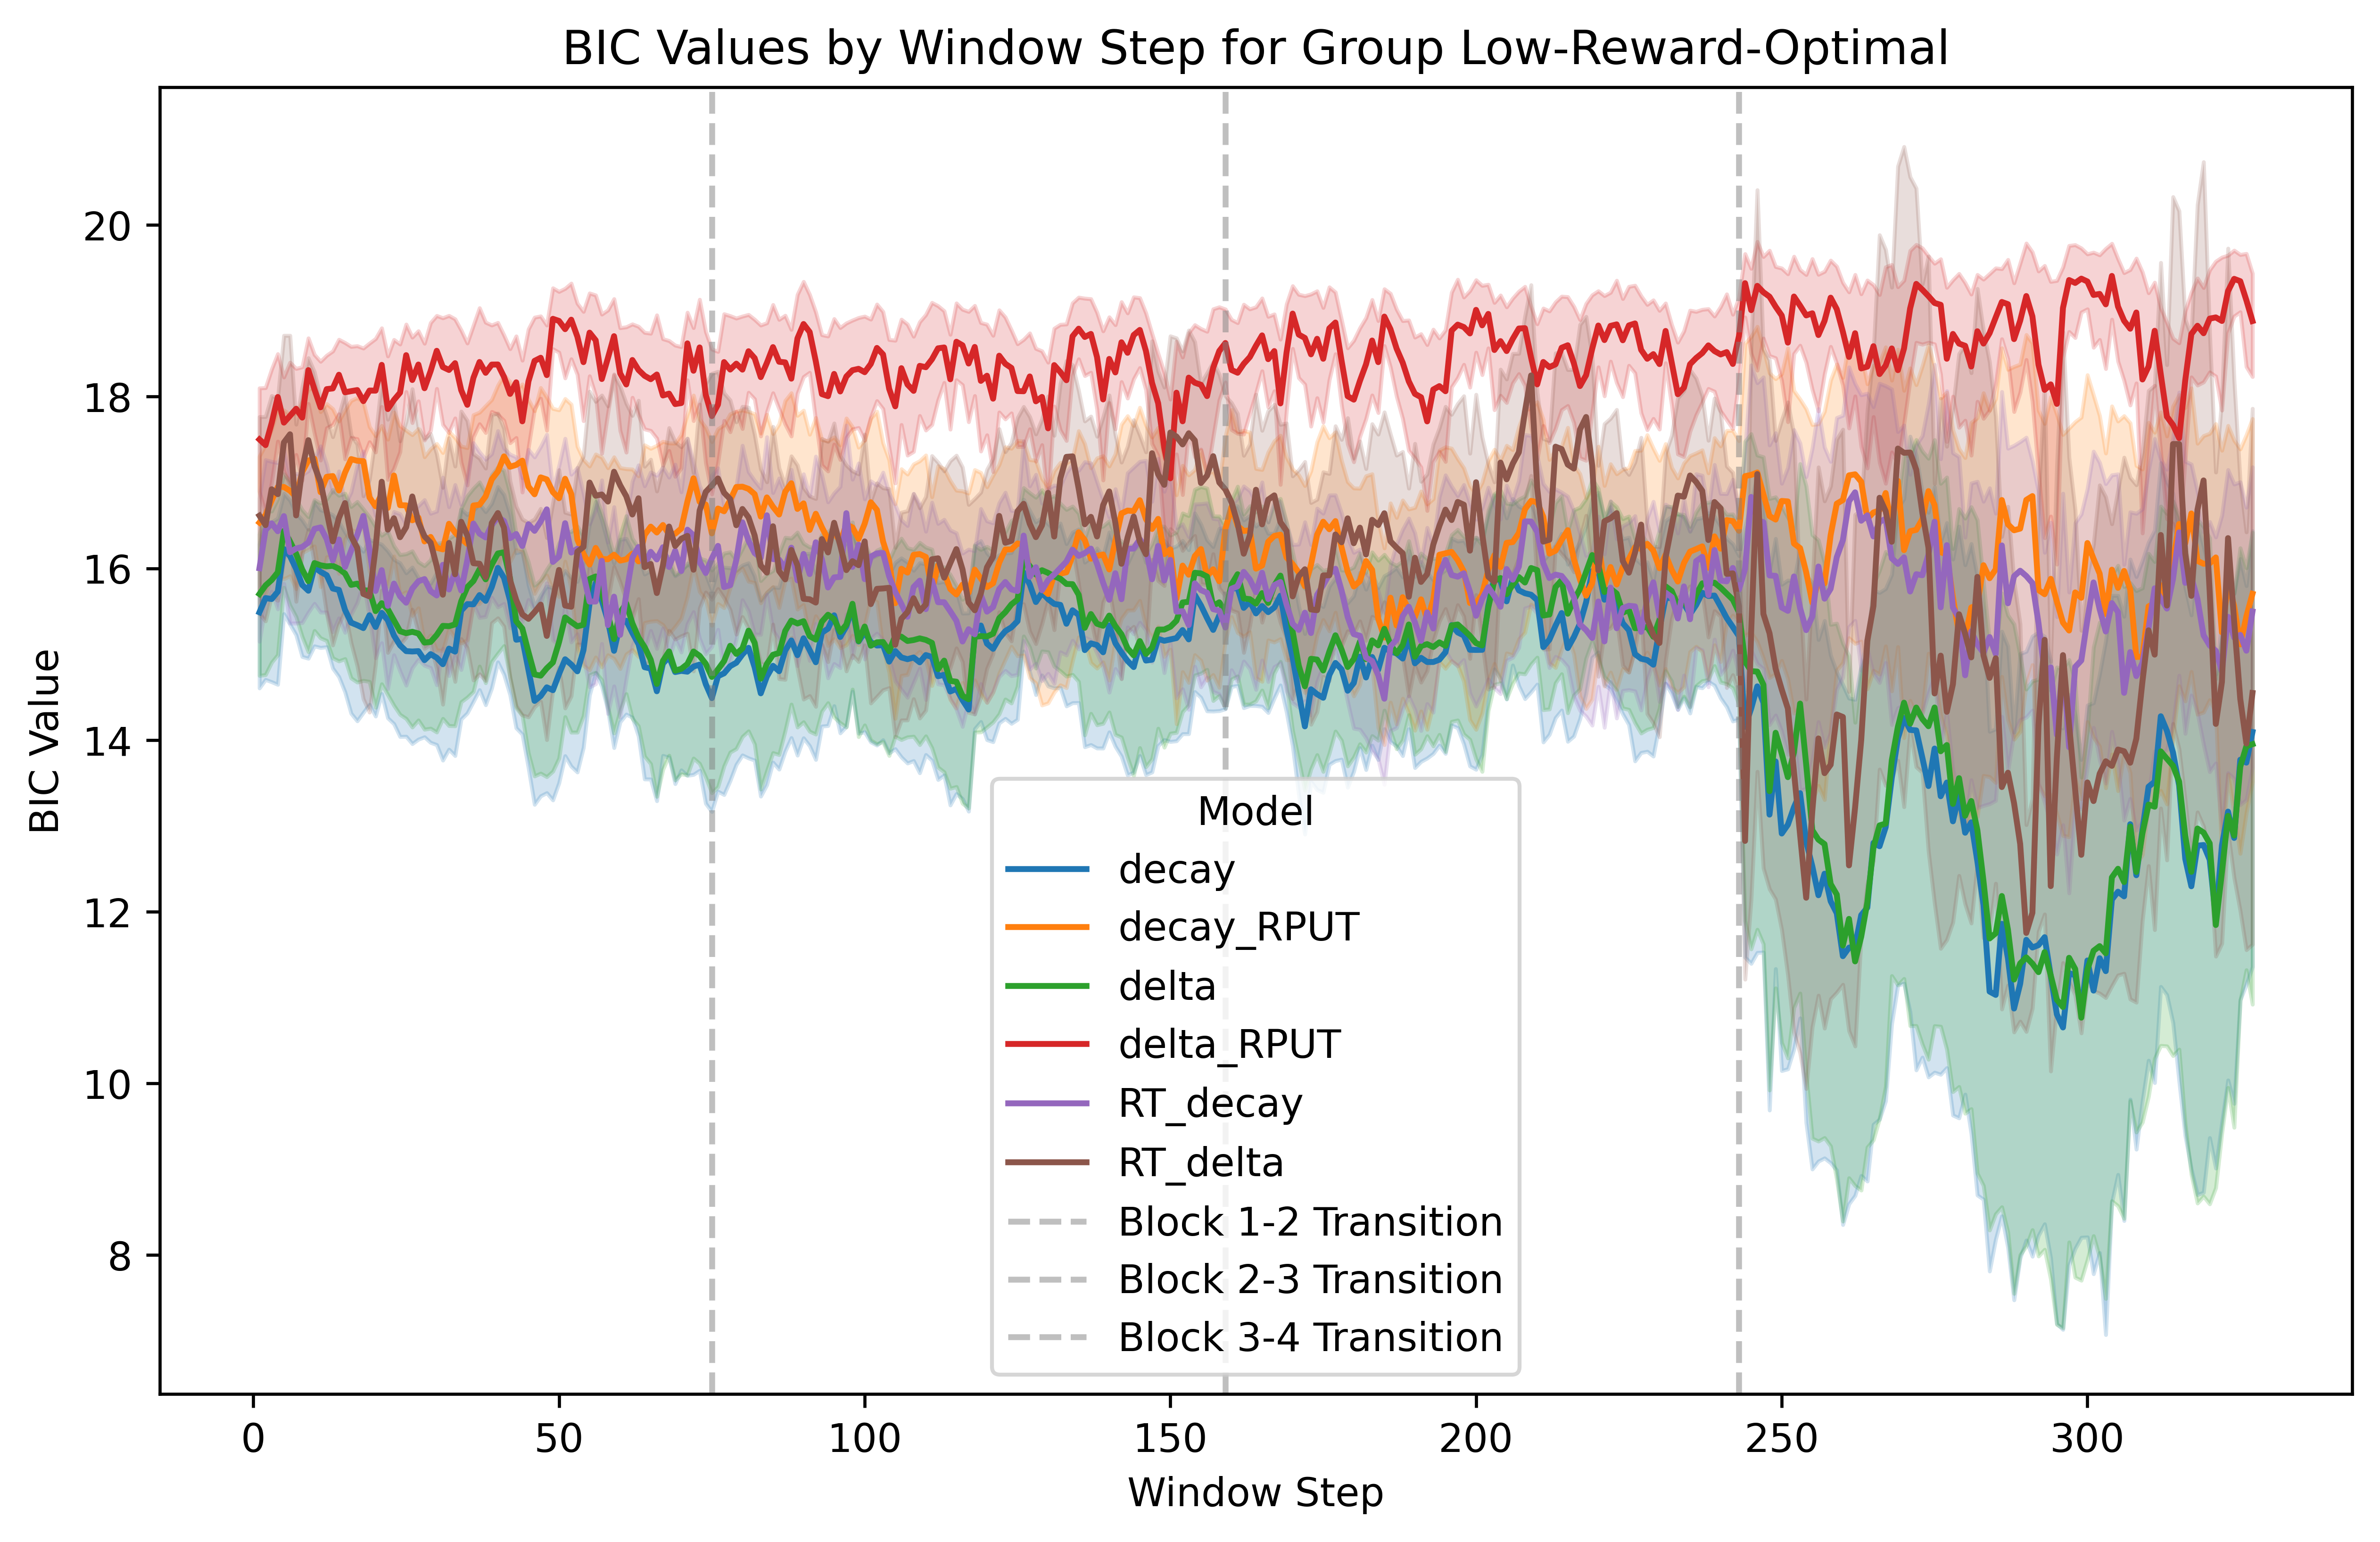 BIC Values by Window Step for Group Low-Reward-Optimal
BIC Value
20
18
16
14
12
10
8
Model
decay
decay_RPUT
delta
delta_RPUT
RT_decay
RT_delta
Block 1-2 Transition
Block 2-3 Transition
Block 3-4 Transition
0 50 100 150 200 250 300
Window Step